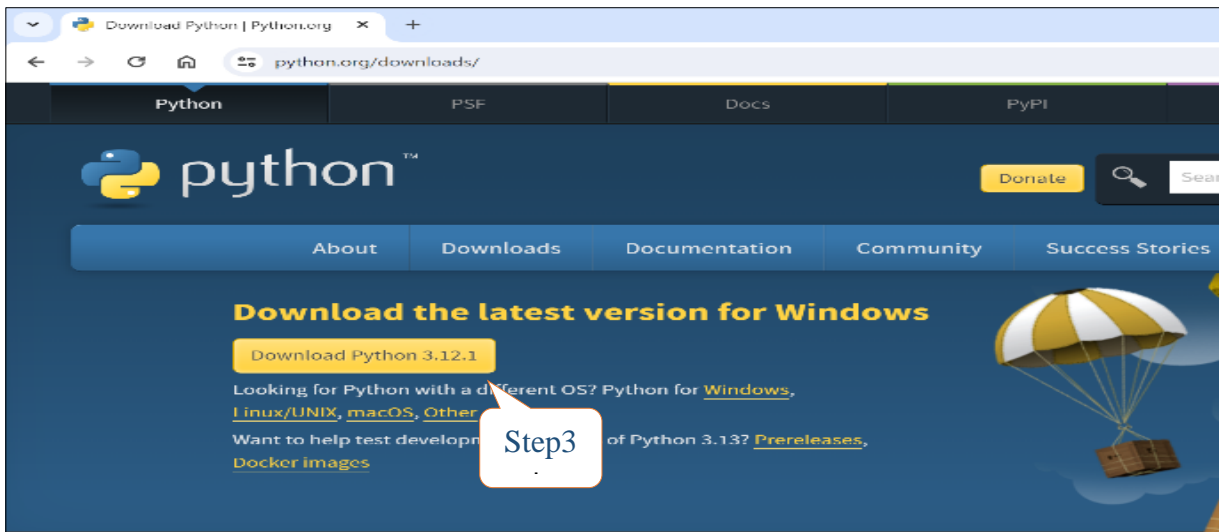 Download Python | Python.org
python.org/downloads/
Python PSF Docs PyPI
python™
Donate
Sear
About Downloads Documentation Community Success Stories
Download the latest version for Windows
Download Python 3.12.1
Looking for Python with a different OS? Python for Windows,
Linux/UNIX, macOS, Other
Want to help test of Python 3.13? Prereleases,
Docker images
Step3